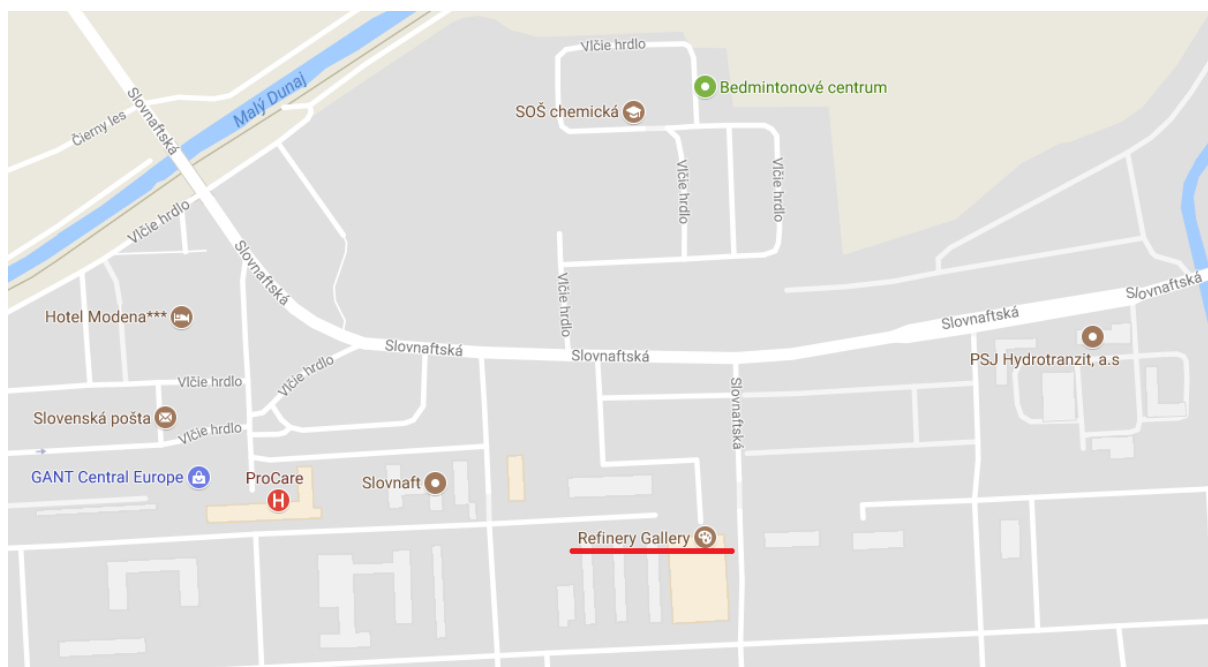 Vlčie hrdlo
Bedmintonové centrum
Malý Dunaj
SOŠ chemická
Čierny les
Slovnaftská
Vlčie hrdlo
Vlčie hrdlo
Vlčie hrdlo
Slovnaftská
Vlčie hrdlo
Slovnaftská
Hotel Modena***
Slovnaftská
Slovnaftská
Slovnaftská
PSJ Hydrotranzit, a.s
Vlčie hrdlo
Vlčie hrdlo
Slovnaftská
Slovenská pošta
Vlčie hrdlo
GANT Central Europe
ProCare
H
Slovnaft
Refinery Gallery